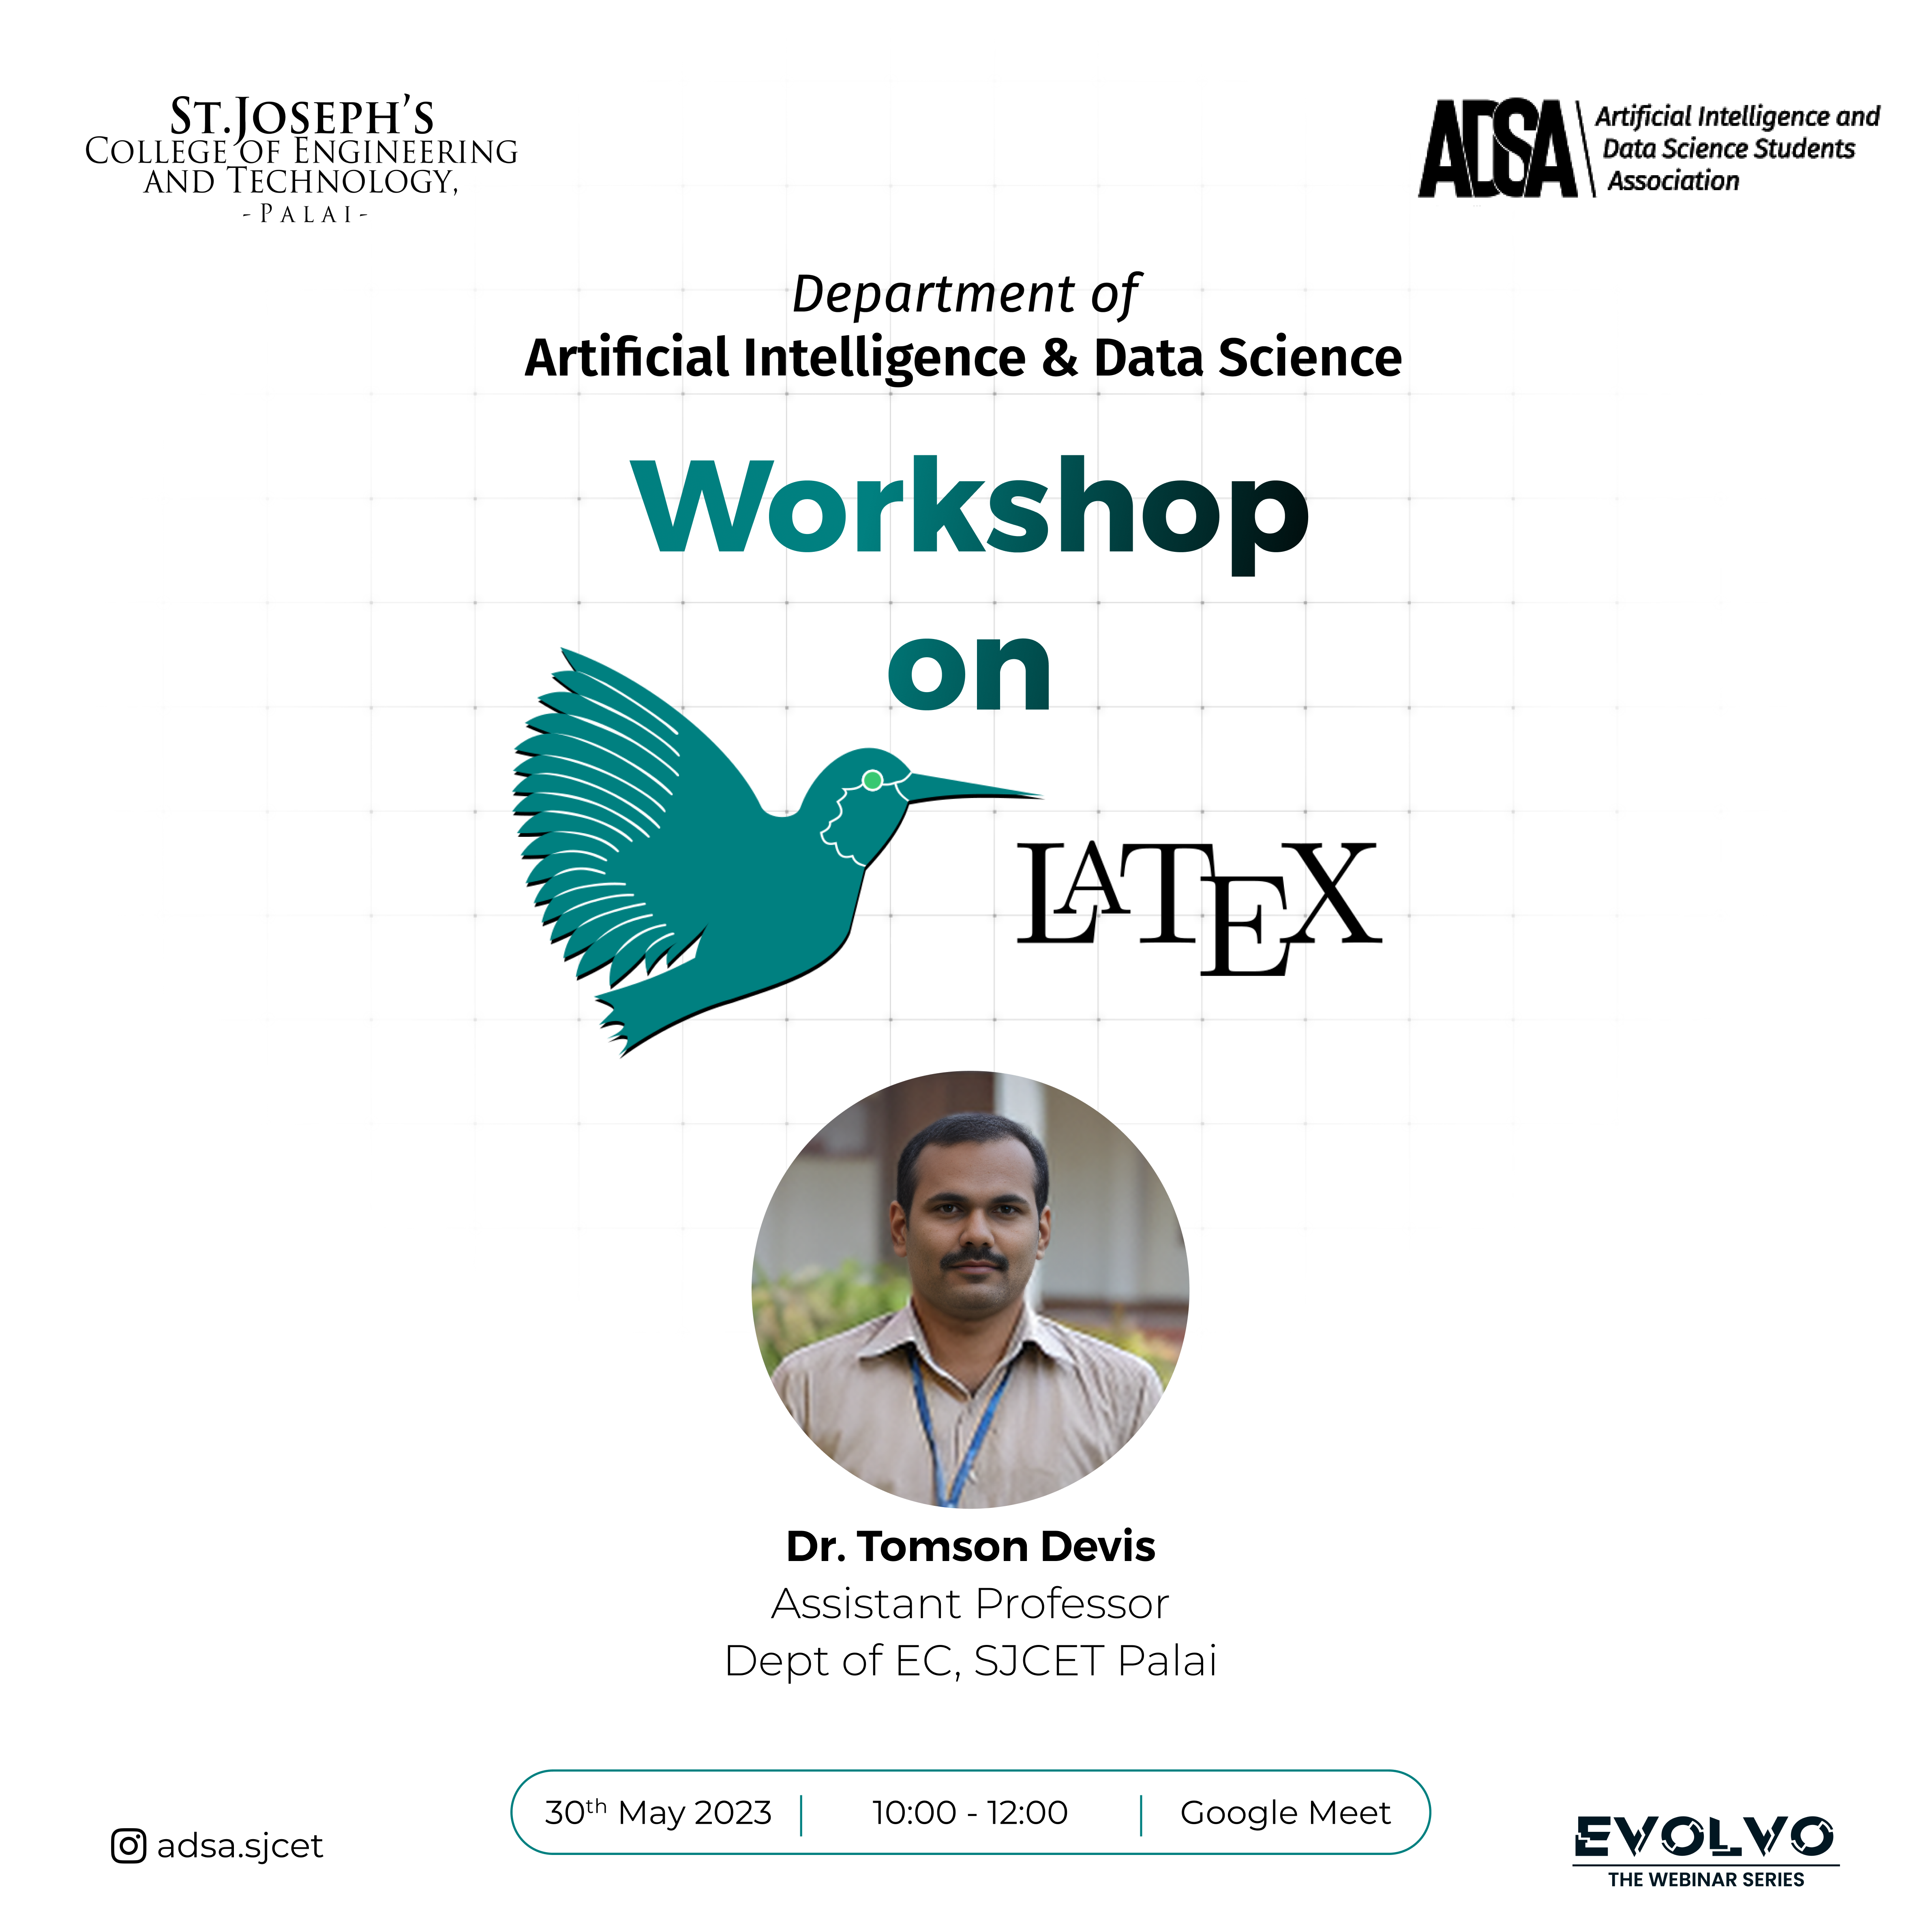 ST.JOSEPH'S
COLLEGE OF ENGINEERING
AND TECHNOLOGY,
-PALAI-
ADSA
Artificial Intelligence and
Data Science Students
Association
Department of
Artificial Intelligence & Data Science
Workshop
on
LATEX
Dr. Tomson Devis
Assistant Professor
Dept of EC, SJCET Palai
30th May 2023 | 10:00 - 12:00 | Google Meet
adsa.sjcet
EVOLVO
THE WEBINAR SERIES